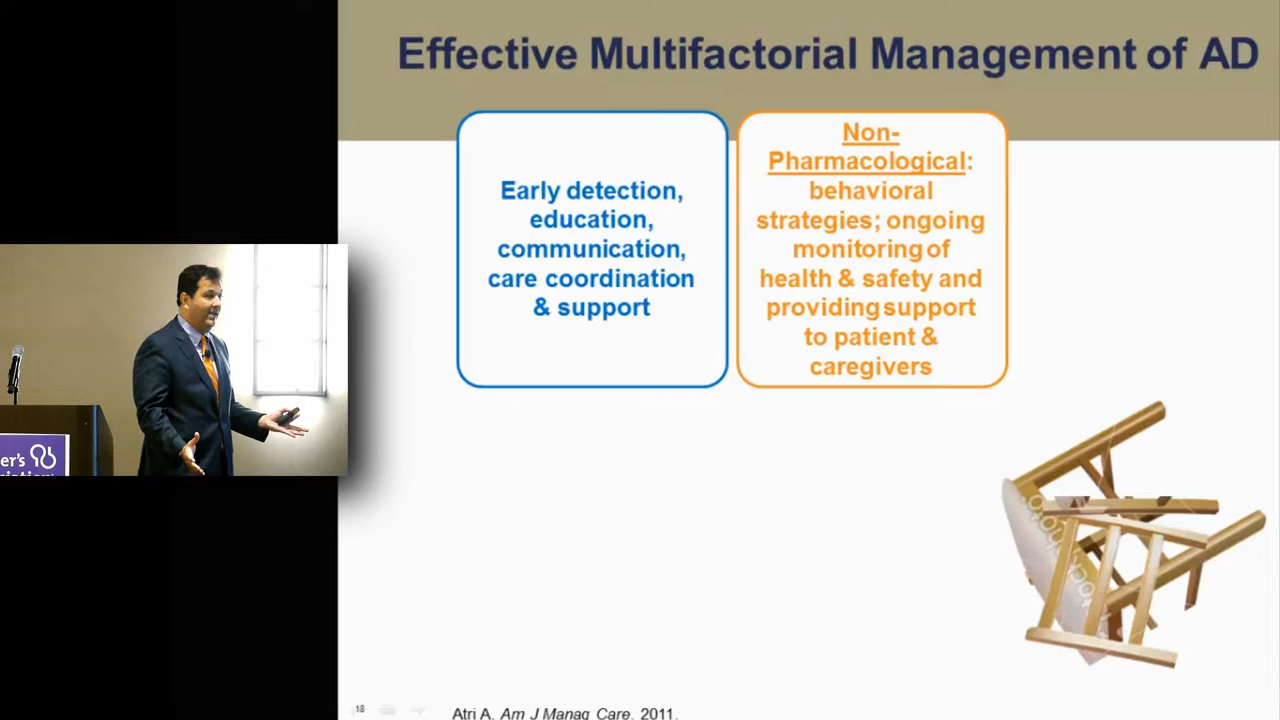 Effective Multifactorial Management of AD
Early detection,
education,
communication,
care coordination
& support
Non-
Pharmacological:
behavioral
strategies; ongoing
monitoring of
health & safety and
providing support
to patient &
caregivers
er's
18
Atri A. Am J Manag Care. 2011.